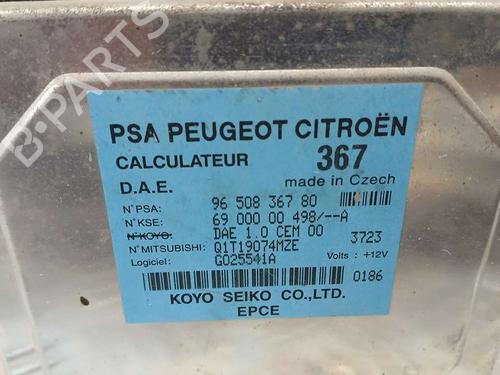 PSA PEUGEOT CITROËN
CALCULATEUR 367
D.A.E. made in Czech
N°PSA: 96 508 367 80
N°KSE: 69 000 00 498/--A
N°KOYO: DAE 1.0 CEM 00 3723
N°MITSUBISHI: Q1T19074MZE
Logiciel: G025541A Volts : +12V
0186
KOYO SEIKO CO.,LTD.
EPCE